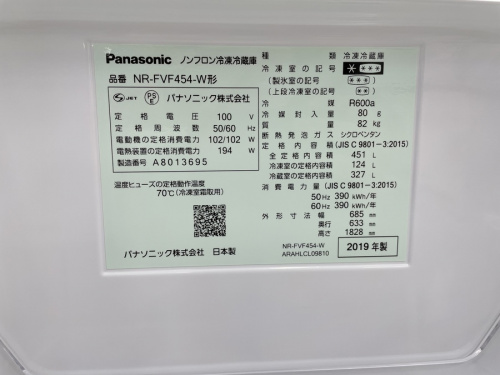 Panasonic ノンフロン冷凍冷蔵庫
品番 NR-FVF454-W形
JET PS E パナソニック株式会社
定格電圧 100 V
定格周波数 50/60 Hz
電動機の定格消費電力 102/102 W
電熱装置の定格消費電力 194 W
製造番号 A8013695
温度ヒューズの定格動作温度
70℃(冷凍室霜取用)
パナソニック株式会社 日本製
種類 冷凍冷蔵庫
冷凍室の記号 ＊＊＊＊
(製氷室の記号 ＊＊＊)
(上段冷凍室の記号 ＊＊)
冷媒 R600a
冷媒封入量 80 g
質量 82 kg
断熱発泡ガス シクロペンタン
定格内容積(JIS C 9801-3:2015)
全定格内容積 451 L
冷凍室の定格内容積 124 L
冷蔵室の定格内容積 327 L
消費電力量(JIS C 9801-3:2015)
50Hz 390 kWh/年
60Hz 390 kWh/年
外形寸法 幅 685 mm
奥行 633 mm
高さ 1828 mm
NR-FVF454-W
ARAHLCL09810
2019年製